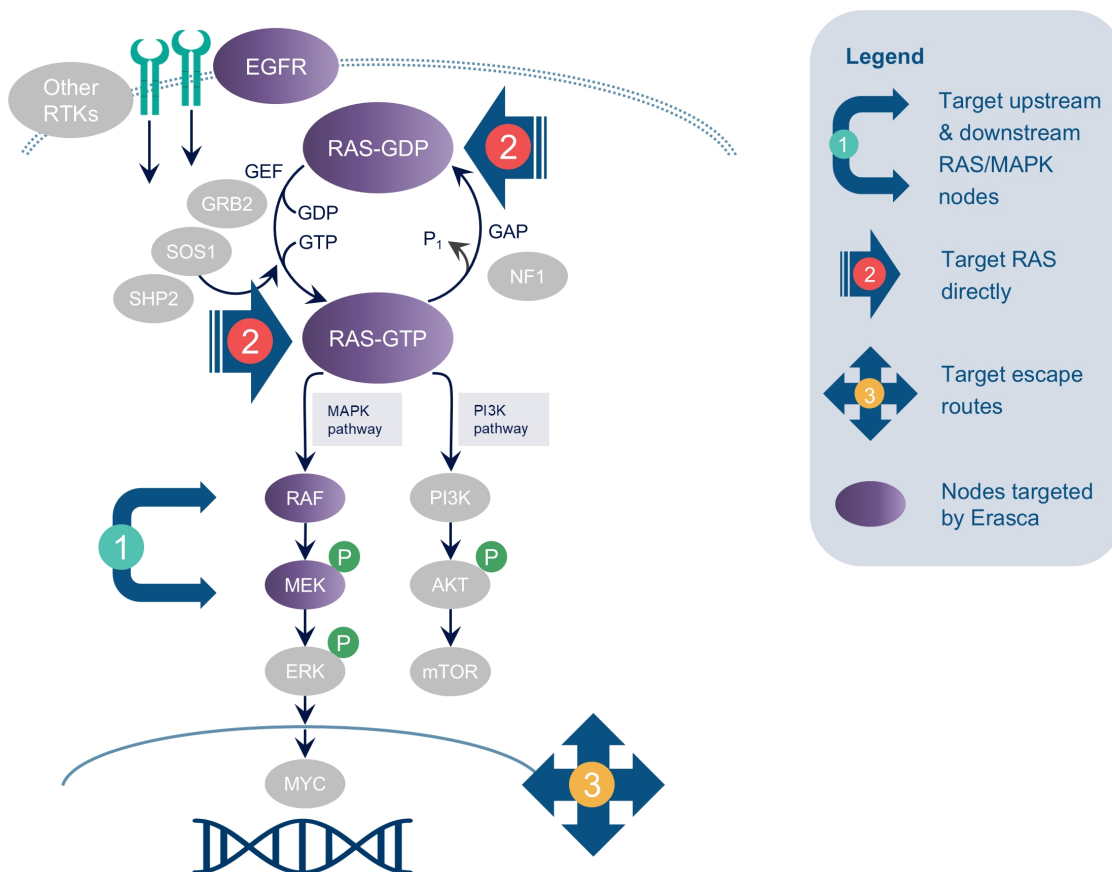 EGFR
Other
RTKs
RAS-GDP
2
GEF
GDP
GTP
GRB2
SOS1
SHP2
P1
GAP
NF1
2
RAS-GTP
MAPK
pathway
PI3K
pathway
1
RAF
PI3K
P
MEK
P
AKT
P
ERK
mTOR
MYC
3
Legend
1
Target upstream
& downstream
RAS/MAPK
nodes
2
Target RAS
directly
3
Target escape
routes
Nodes targeted
by Erasca